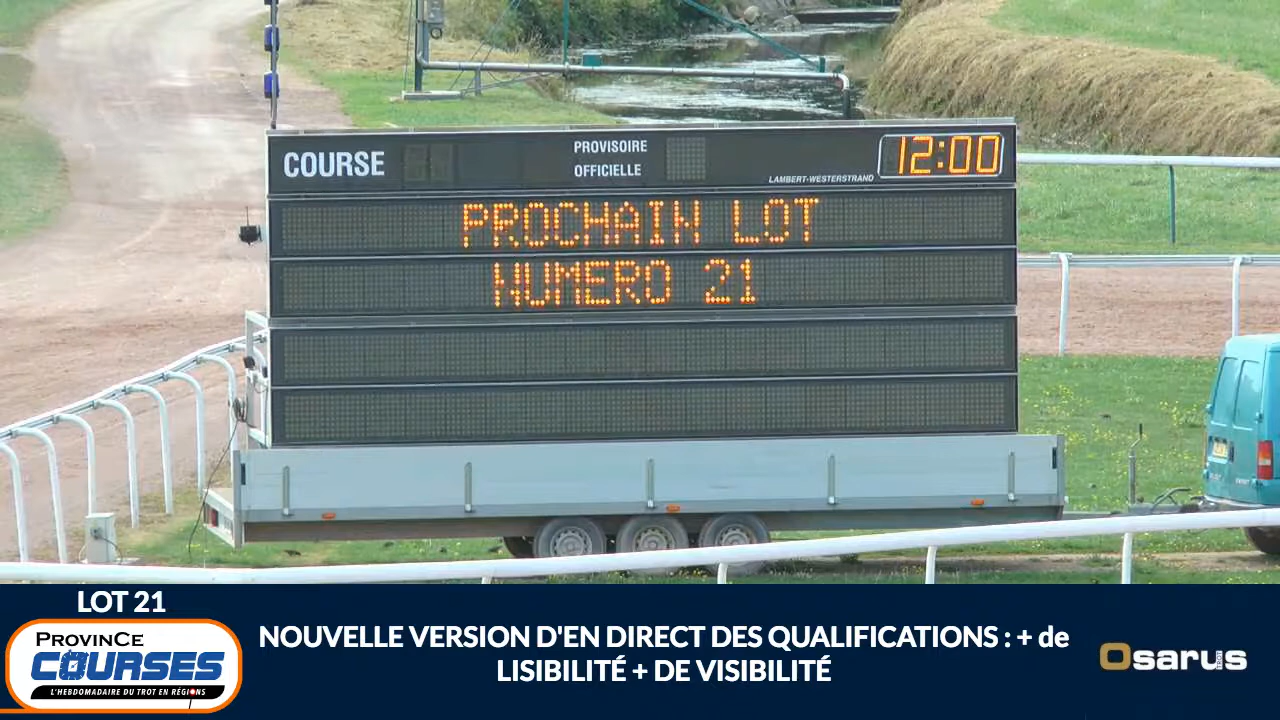 COURSE
PROVISOIRE
OFFICIELLE
LAMBERT-WESTERSTRAND
12:00
PROCHAIN LOT
NUMERO 21
LOT 21
PROVINCE
COURSES
L'HEBDOMADAIRE DU TROT EN RÉGIONS
NOUVELLE VERSION D'EN DIRECT DES QUALIFICATIONS : + de
LISIBILITÉ + DE VISIBILITÉ
Osarus